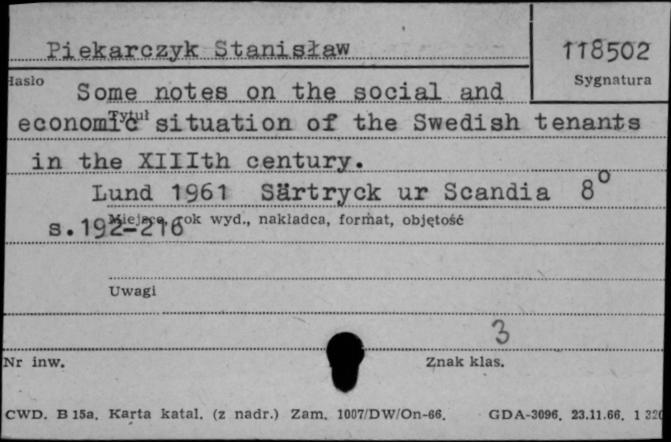 Piekarczyk Stanisław
118502
Hasło
Sygnatura
Some notes on the social and
Tytuł
economic situation of the Swedish tenants
in the XIIIth century.
Lund 1961 Särtryck ur Scandia 8°
Miejsce, rok wyd., nakładca, format, objętość
s.192-216
Uwagi
3
Nr inw.
Znak klas.
CWD. B 15a. Karta katal. (z nadr.) Zam. 1007/DW/On-66. GDA-3096. 23.11.66. 1 320